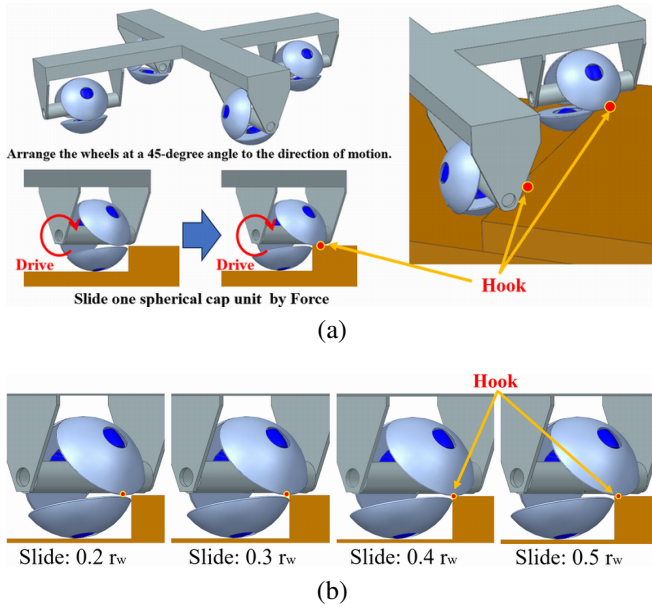 Arrange the wheels at a 45-degree angle to the direction of motion.
Drive
Drive
Slide one spherical cap unit by Force
Hook
(a)
Hook
Slide: 0.2 rw
Slide: 0.3 rw
Slide: 0.4 rw
Slide: 0.5 rw
(b)